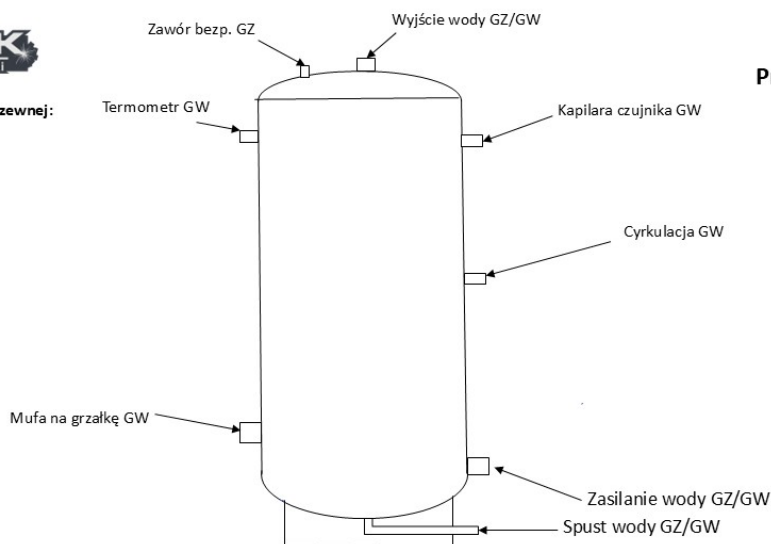 Wyjście wody GZ/GW
Zawór bezp. GZ
Termometr GW
Kapilara czujnika GW
Cyrkulacja GW
Mufa na grzałkę GW
Zasilanie wody GZ/GW
Spust wody GZ/GW